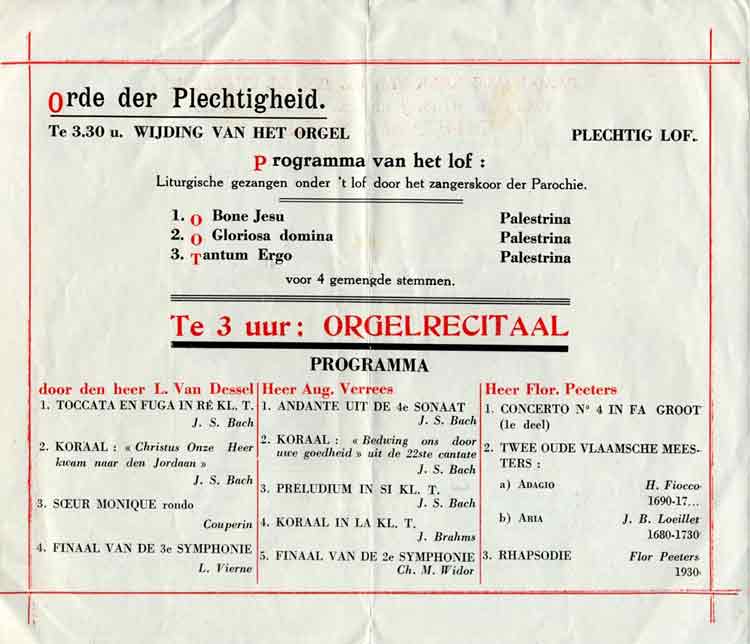 Orde der Plechtigheid.
Te 3.30 u. WIJDING VAN HET ORGEL PLECHTIG LOF.
Programma van het lof :
Liturgische gezangen onder 't lof door het zangerskoor der Parochie.
1. O Bone Jesu Palestrina
2. O Gloriosa domina Palestrina
3. Tantum Ergo Palestrina
voor 4 gemengde stemmen.
Te 3 uur: ORGELRECITAAL
PROGRAMMA
door den heer L. Van Dessel
1. TOCCATA EN FUGA IN RÉ KL. T.
J. S. Bach
2. KORAAL : « Christus Onze Heer
kwam naar den Jordaan »
J. S. Bach
3. SŒUR MONIQUE rondo
Couperin
4. FINAAL VAN DE 3e SYMPHONIE
L. Vierne
Heer Aug. Verrees
1. ANDANTE UIT DE 4e SONAAT
J. S. Bach
2. KORAAL : « Bedwing ons door
uwe goedheid » uit de 22ste cantate
J. S. Bach
3. PRELUDIUM IN SI KL. T.
J. S. Bach
4. KORAAL IN LA KL. T.
J. Brahms
5. FINAAL VAN DE 2e SYMPHONIE
Ch. M. Widor
Heer Flor. Peeters
1. CONCERTO Nº 4 IN FA GROOT
(1e deel)
2. TWEE OUDE VLAAMSCHE MEES-
TERS :
a) ADAGIO H. Fiocco
1690-17...
b) ARIA J. B. Loeillet
1680-1730
3. RHAPSODIE Flor Peeters
1930